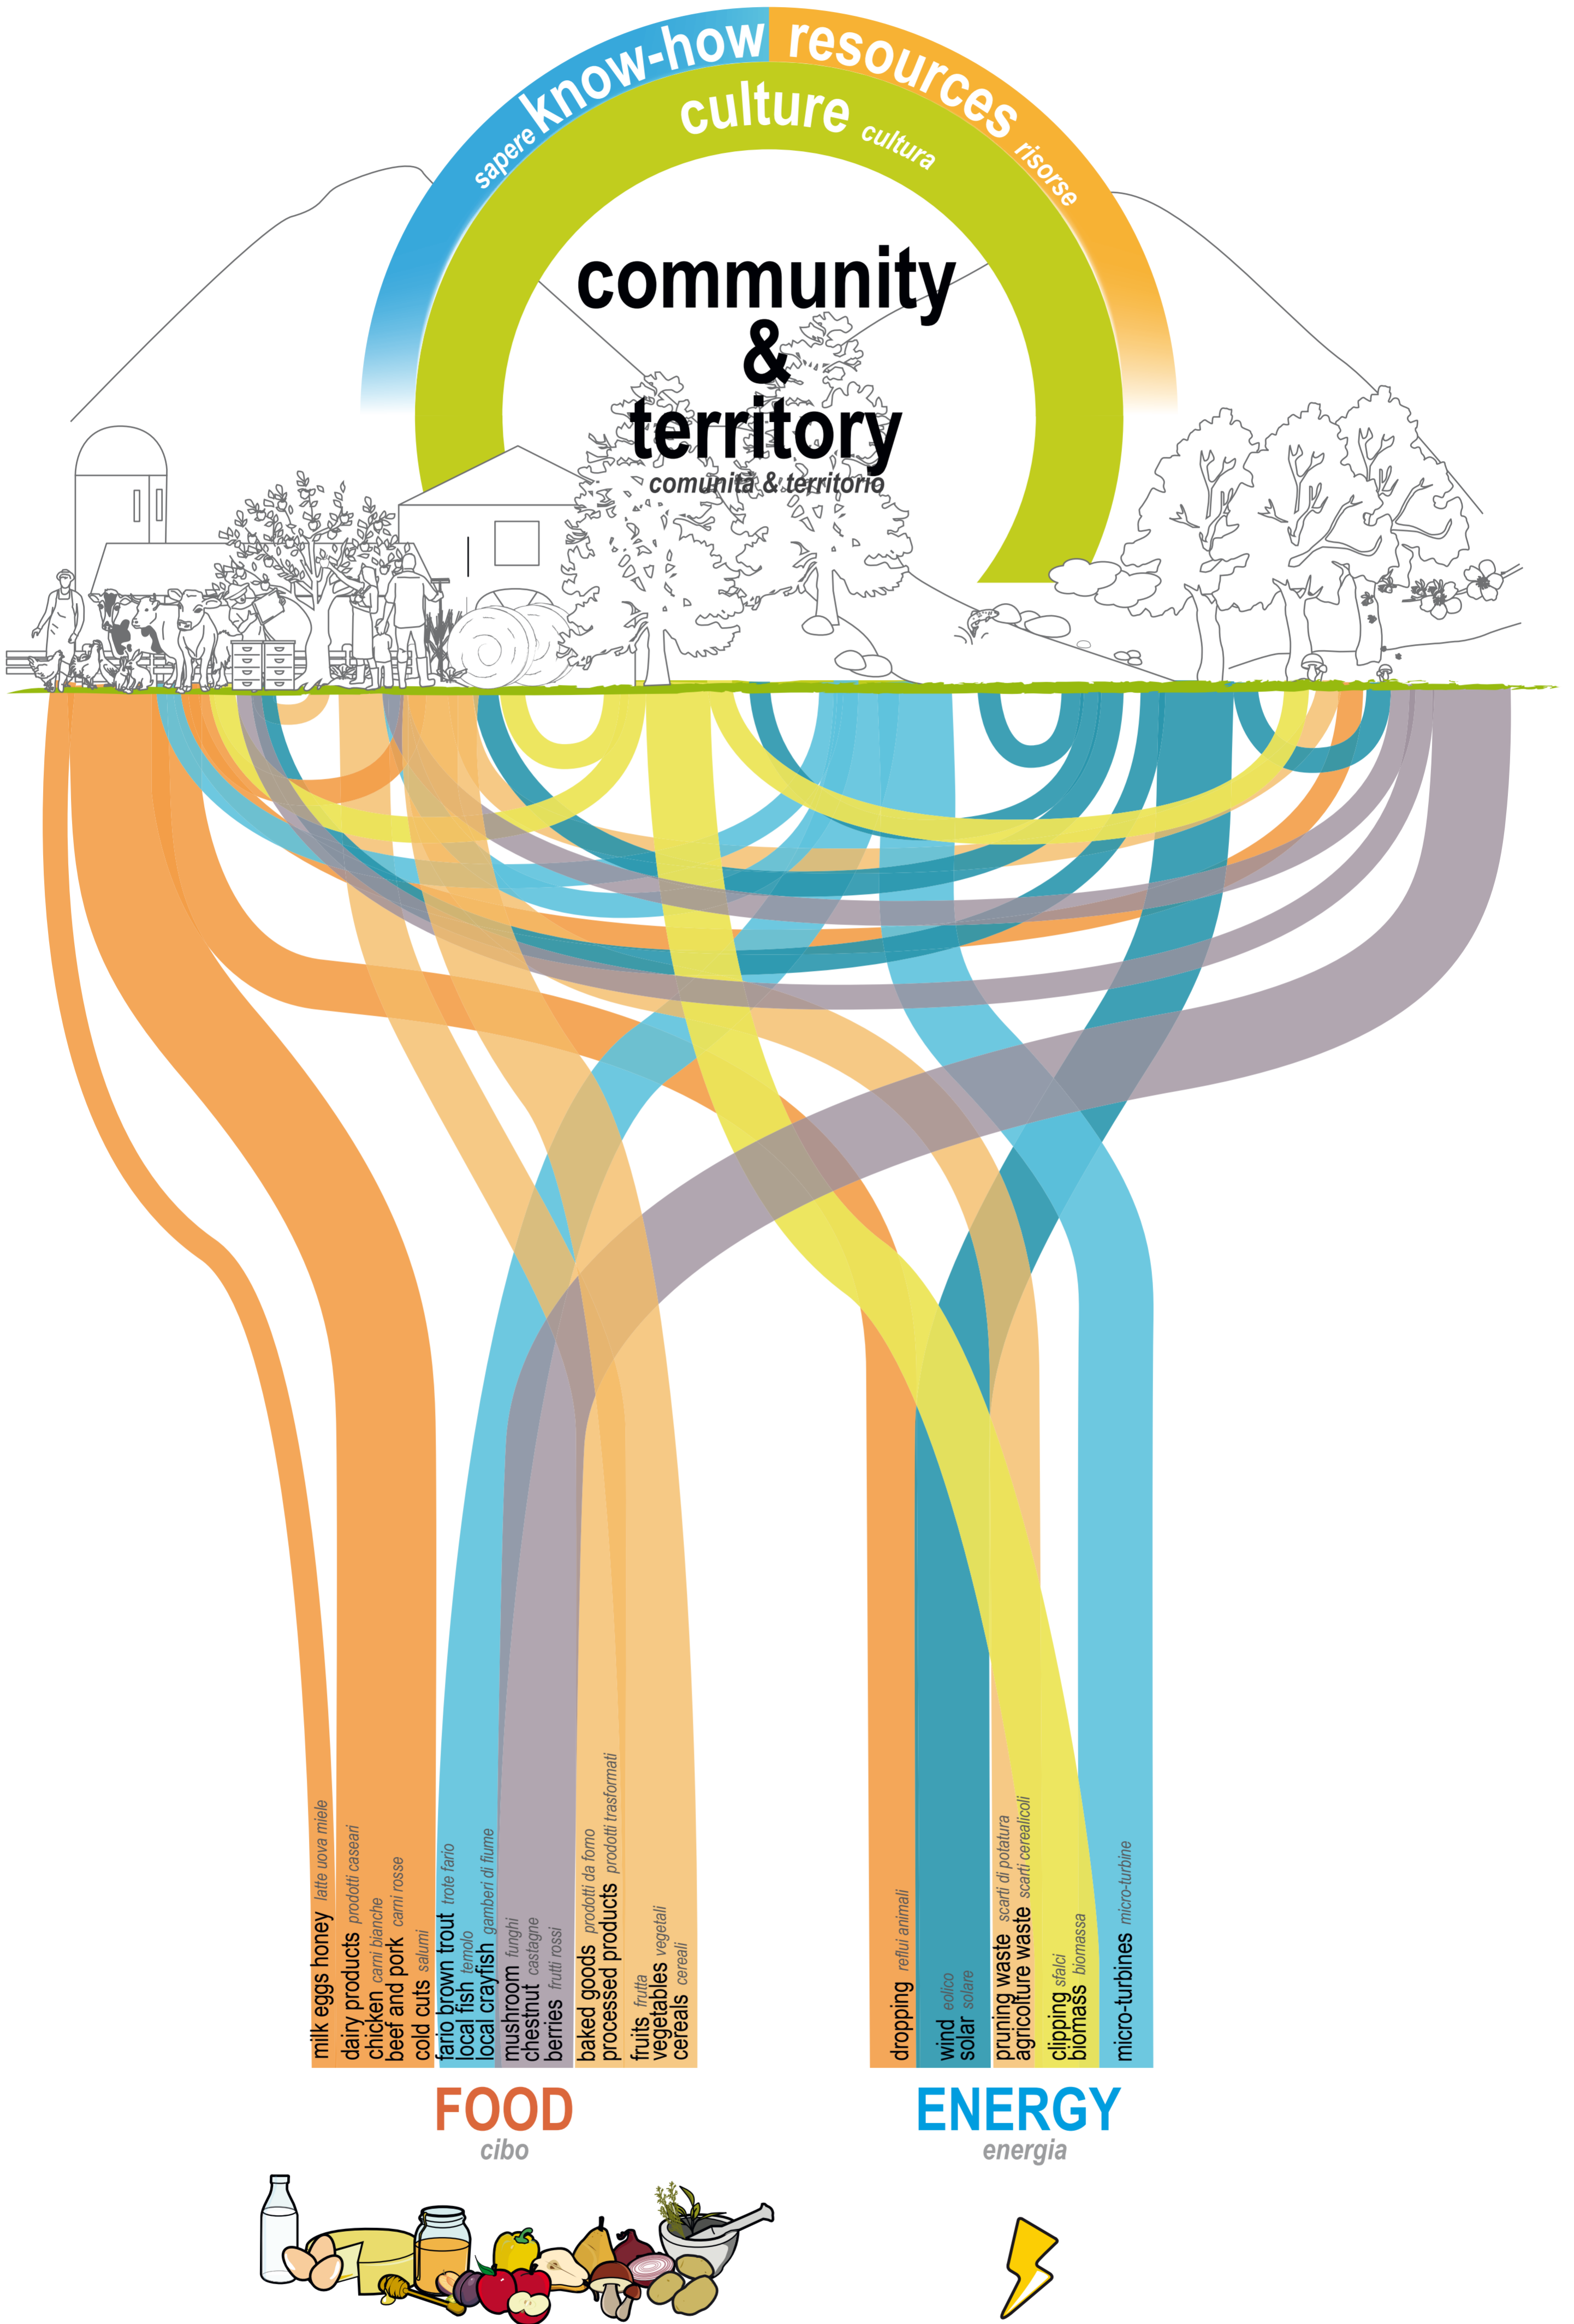 know-how
sapere
resources
risorse
culture cultura
community
&
territory
comunità & territorio
milk eggs honey latte uova miele
dairy products prodotti caseari
chicken carni bianche
beef and pork carni rosse
cold cuts salumi
fario brown trout trote fario
local fish temolo
local crayfish gamberi di fiume
mushroom funghi
chestnut castagne
berries frutti rossi
baked goods prodotti da forno
processed products prodotti trasformati
fruits frutta
vegetables vegetali
cereals cereali
dropping reflui animali
wind eolico
solar solare
pruning waste scarti di potatura
agricolture waste scarti cerealicoli
clipping sfalci
biomass biomassa
micro-turbines micro-turbine
FOOD
cibo
ENERGY
energia